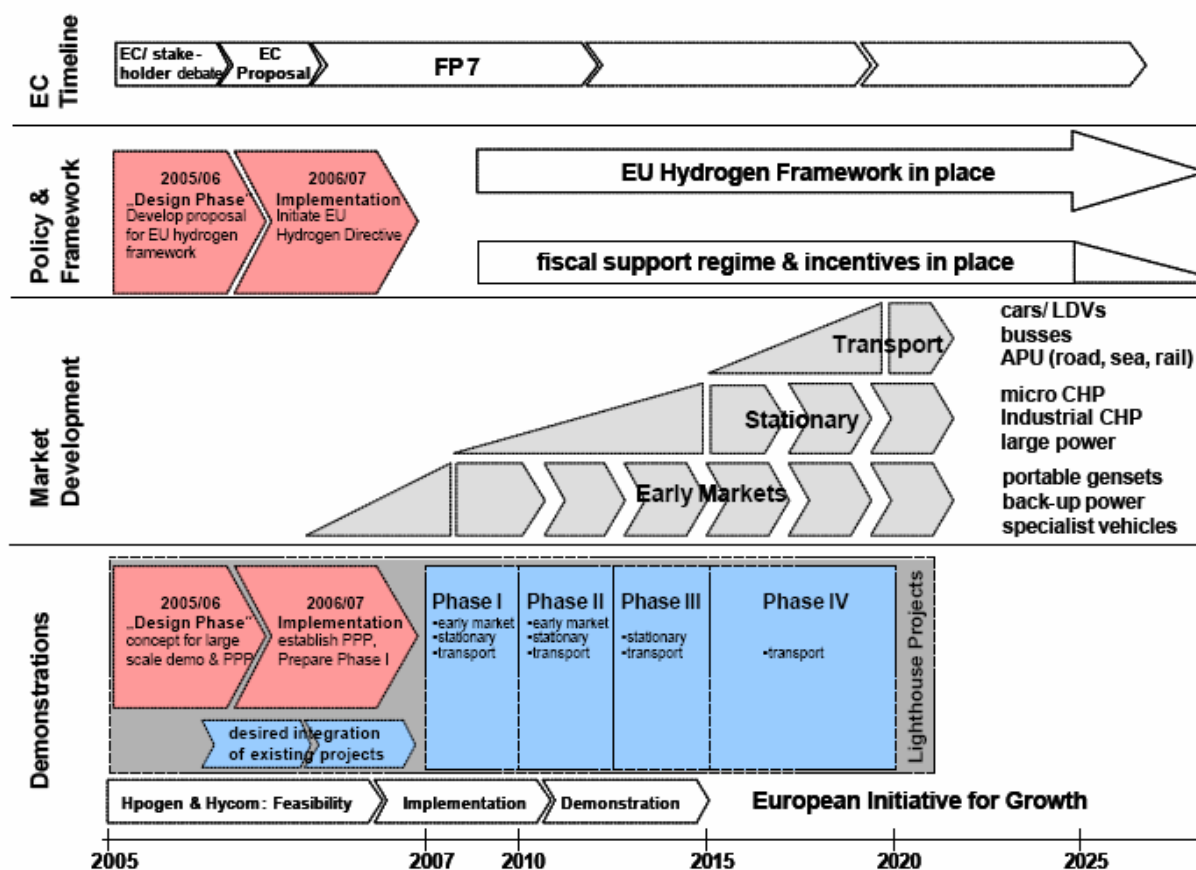 EC Timeline
EC/ stake-
holder debate
EC
Proposal
FP 7
Policy &
Framework
2005/06
„Design Phase"
Develop proposal
for EU hydrogen
framework
2006/07
Implementation
Initiate EU
Hydrogen Directive
EU Hydrogen Framework in place
fiscal support regime & incentives in place
Market
Development
Transport
cars/ LDVs
busses
APU (road, sea, rail)
Stationary
micro CHP
Industrial CHP
large power
Early Markets
portable gensets
back-up power
specialist vehicles
Demonstrations
2005/06
„Design Phase"
concept for large
scale demo & PPP
2006/07
Implementation
establish PPP,
Prepare Phase I
desired integration
of existing projects
Phase I
▪early market
▪stationary
▪transport
Phase II
▪early market
▪stationary
▪transport
Phase III
▪stationary
▪transport
Phase IV
▪transport
Lighthouse Projects
Hpogen & Hycom: Feasibility
Implementation
Demonstration
European Initiative for Growth
2005
2007
2010
2015
2020
2025